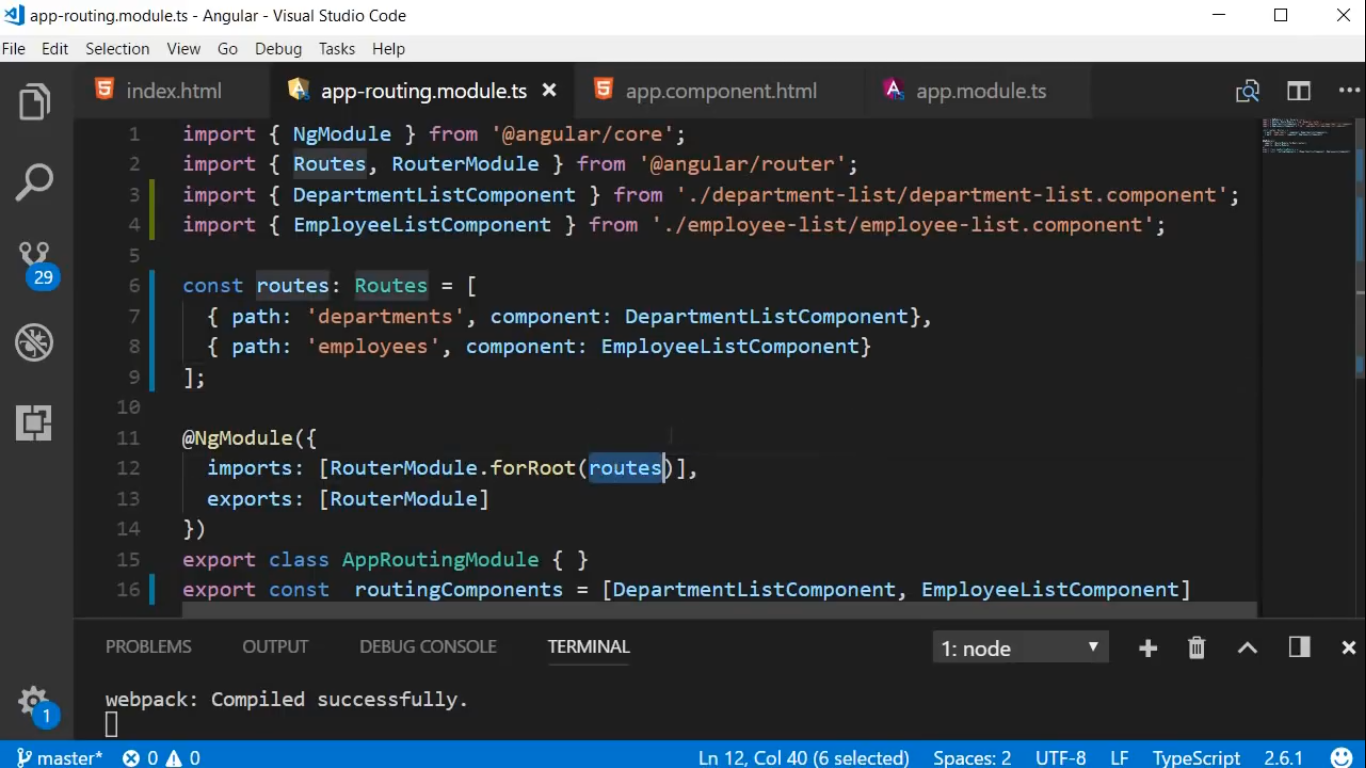 app-routing.module.ts - Angular - Visual Studio Code
File Edit Selection View Go Debug Tasks Help
index.html app-routing.module.ts app.component.html app.module.ts
1 import { NgModule } from '@angular/core';
2 import { Routes, RouterModule } from '@angular/router';
3 import { DepartmentListComponent } from './department-list/department-list.component';
4 import { EmployeeListComponent } from './employee-list/employee-list.component';
5
6 const routes: Routes = [
7 { path: 'departments', component: DepartmentListComponent},
8 { path: 'employees', component: EmployeeListComponent}
9 ];
10
11 @NgModule({
12 imports: [RouterModule.forRoot(routes)],
13 exports: [RouterModule]
14 })
15 export class AppRoutingModule { }
16 export const  routingComponents = [DepartmentListComponent, EmployeeListComponent]
29
1
PROBLEMS OUTPUT DEBUG CONSOLE TERMINAL 1: node
webpack: Compiled successfully.
master* 0 0 Ln 12, Col 40 (6 selected) Spaces: 2 UTF-8 LF TypeScript 2.6.1